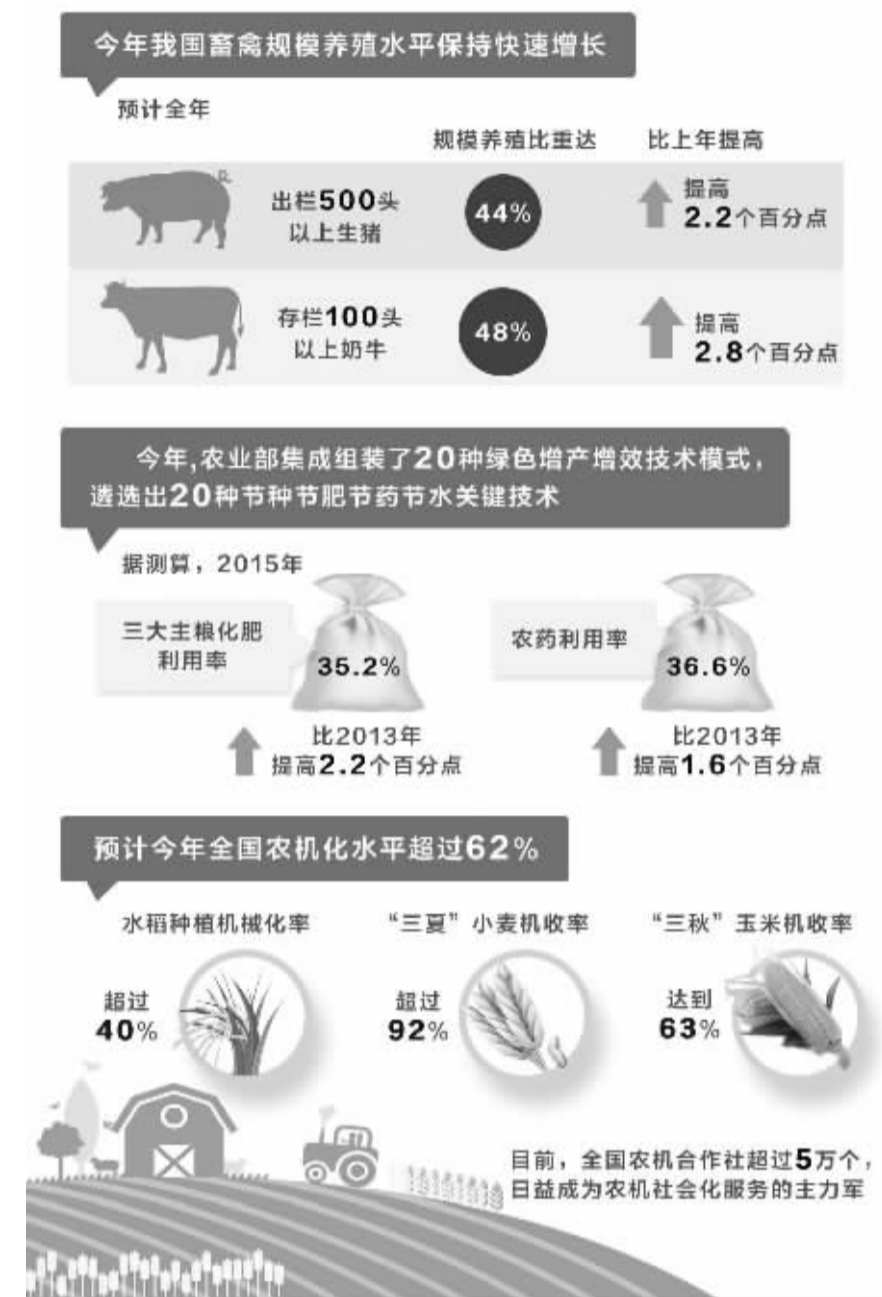 今年我国畜禽规模养殖水平保持快速增长
预计全年
规模养殖比重达 比上年提高
出栏500头
以上生猪
44%
提高
2.2个百分点
存栏100头
以上奶牛
48%
提高
2.8个百分点
今年,农业部集成组装了20种绿色增产增效技术模式，
遴选出20种节种节肥节药节水关键技术
据测算，2015年
三大主粮化肥
利用率
35.2%
比2013年
提高2.2个百分点
农药利用率
36.6%
比2013年
提高1.6个百分点
预计今年全国农机化水平超过62%
水稻种植机械化率
超过
40%
“三夏”小麦机收率
超过
92%
“三秋”玉米机收率
达到
63%
目前，全国农机合作社超过5万个，
日益成为农机社会化服务的主力军